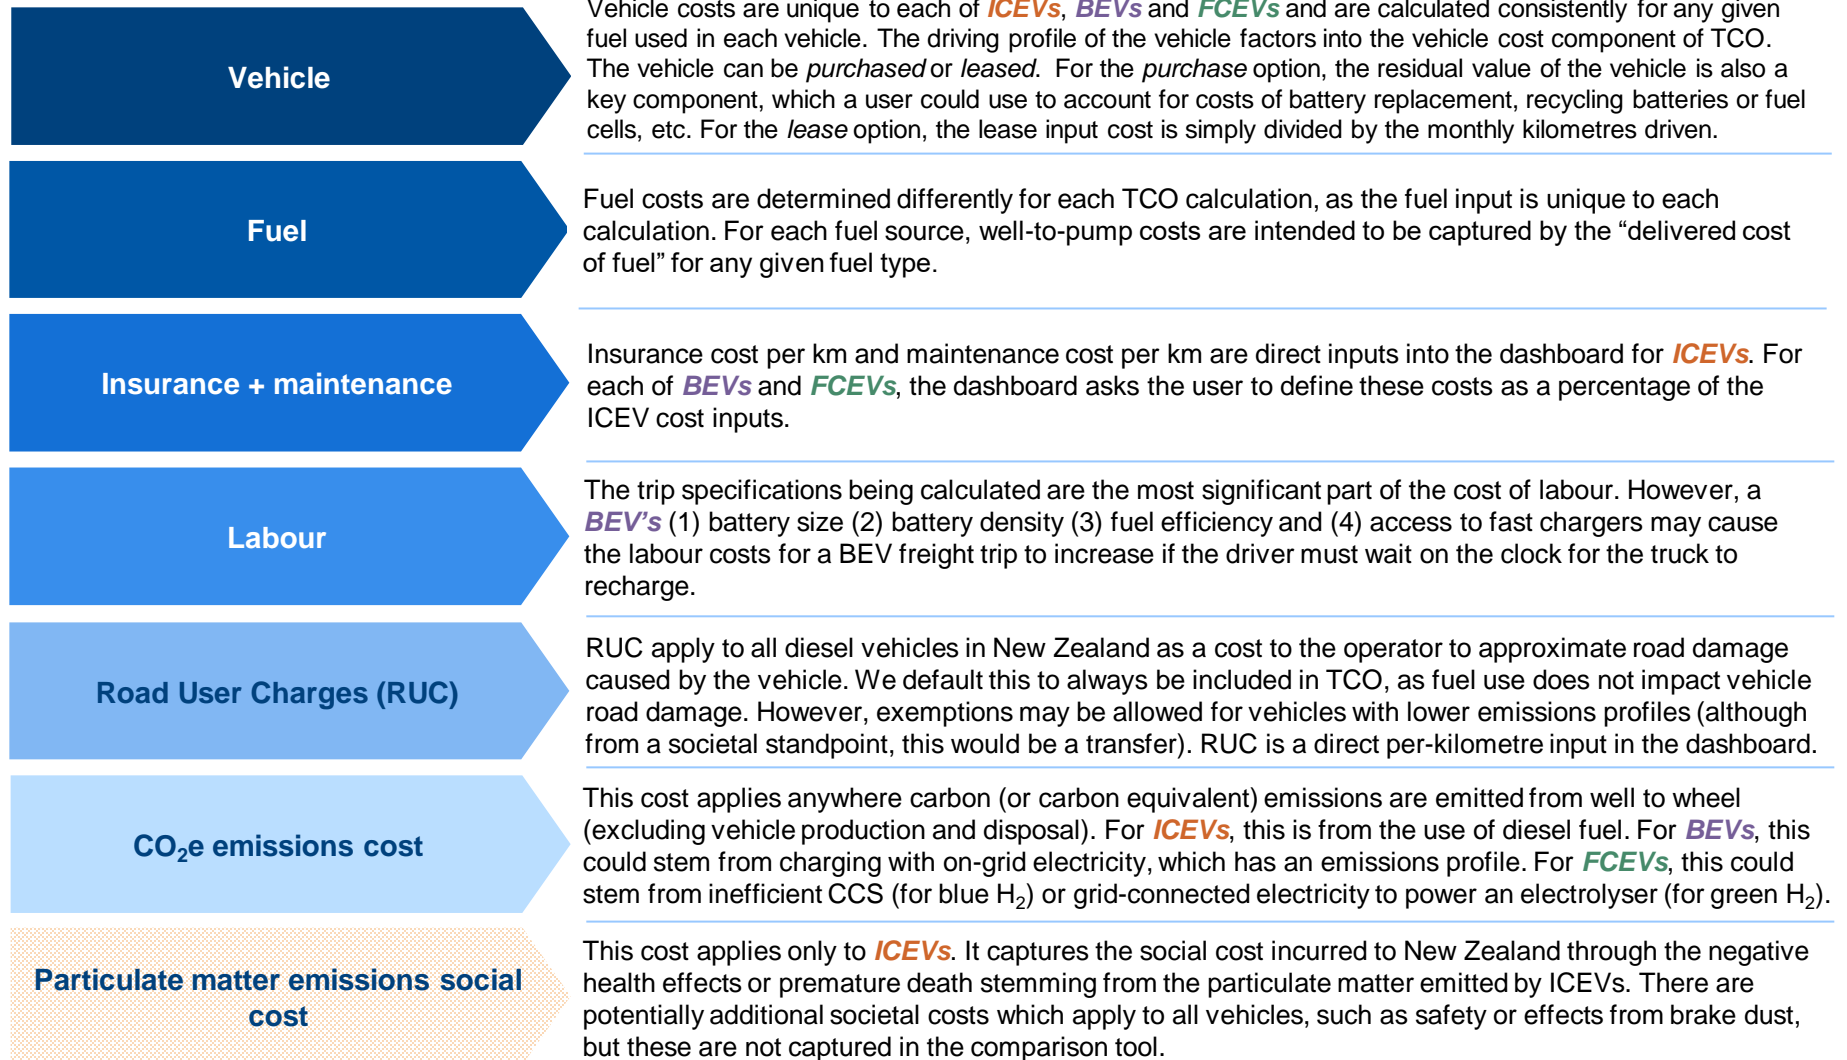 Vehicle
Vehicle costs are unique to each of ICEVs, BEVs and FCEVs and are calculated consistently for any given
fuel used in each vehicle. The driving profile of the vehicle factors into the vehicle cost component of TCO.
The vehicle can be purchased or leased. For the purchase option, the residual value of the vehicle is also a
key component, which a user could use to account for costs of battery replacement, recycling batteries or fuel
cells, etc. For the lease option, the lease input cost is simply divided by the monthly kilometres driven.
Fuel
Fuel costs are determined differently for each TCO calculation, as the fuel input is unique to each
calculation. For each fuel source, well-to-pump costs are intended to be captured by the “delivered cost
of fuel” for any given fuel type.
Insurance + maintenance
Insurance cost per km and maintenance cost per km are direct inputs into the dashboard for ICEVs. For
each of BEVs and FCEVs, the dashboard asks the user to define these costs as a percentage of the
ICEV cost inputs.
Labour
The trip specifications being calculated are the most significant part of the cost of labour. However, a
BEV’s (1) battery size (2) battery density (3) fuel efficiency and (4) access to fast chargers may cause
the labour costs for a BEV freight trip to increase if the driver must wait on the clock for the truck to
recharge.
Road User Charges (RUC)
RUC apply to all diesel vehicles in New Zealand as a cost to the operator to approximate road damage
caused by the vehicle. We default this to always be included in TCO, as fuel use does not impact vehicle
road damage. However, exemptions may be allowed for vehicles with lower emissions profiles (although
from a societal standpoint, this would be a transfer). RUC is a direct per-kilometre input in the dashboard.
CO₂e emissions cost
This cost applies anywhere carbon (or carbon equivalent) emissions are emitted from well to wheel
(excluding vehicle production and disposal). For ICEVs, this is from the use of diesel fuel. For BEVs, this
could stem from charging with on-grid electricity, which has an emissions profile. For FCEVs, this could
stem from inefficient CCS (for blue H₂) or grid-connected electricity to power an electrolyser (for green H₂).
Particulate matter emissions social
cost
This cost applies only to ICEVs. It captures the social cost incurred to New Zealand through the negative
health effects or premature death stemming from the particulate matter emitted by ICEVs. There are
potentially additional societal costs which apply to all vehicles, such as safety or effects from brake dust,
but these are not captured in the comparison tool.